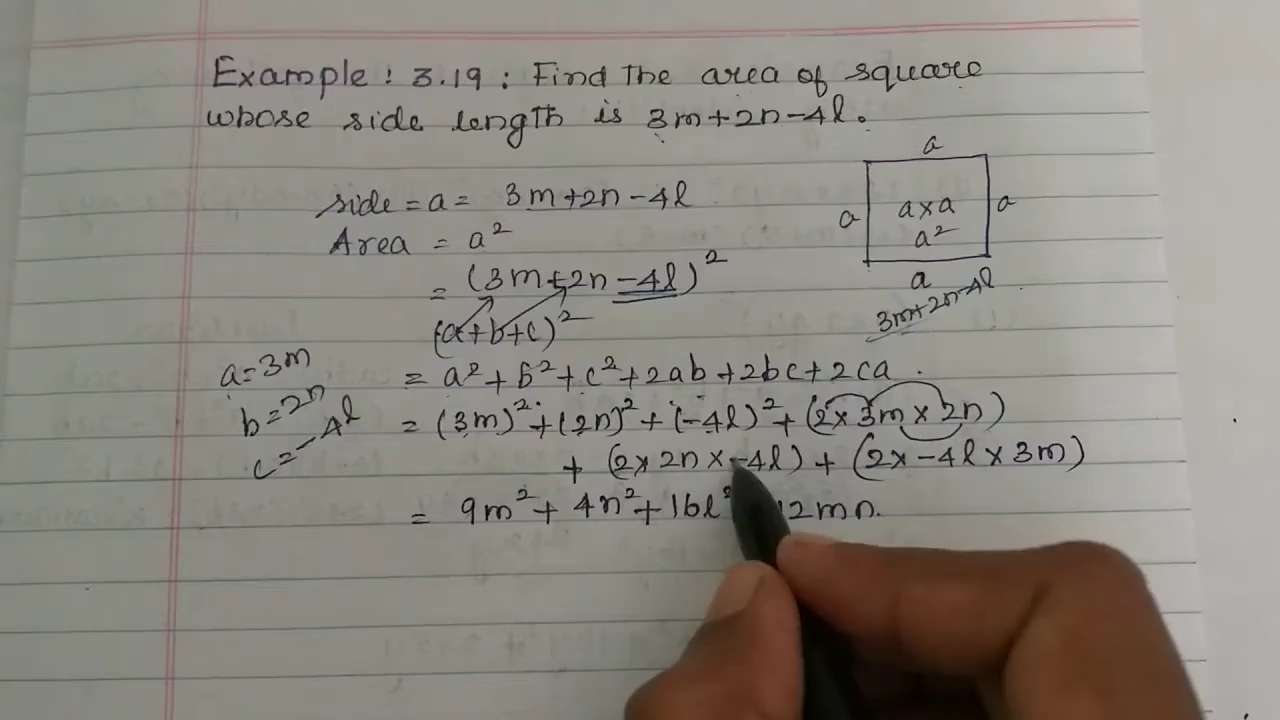 Example : 3.19 : Find the area of square
whose side length is 3m+2n-4l.
a
side = a = 3m+2n-4l
a a×a a
Area = a²
a²
= (3m+2n-4l)²
a
3m+2n-4l
(a+b+c)²
a=3m
= a²+b²+c²+2ab+2bc+2ca.
b=2n
= (3m)²+(2n)²+(-4l)²+(2×3m×2n)
c=-4l
+ (2×2n×-4l)+(2×-4l×3m)
= 9m²+4n²+16l² 12mn.